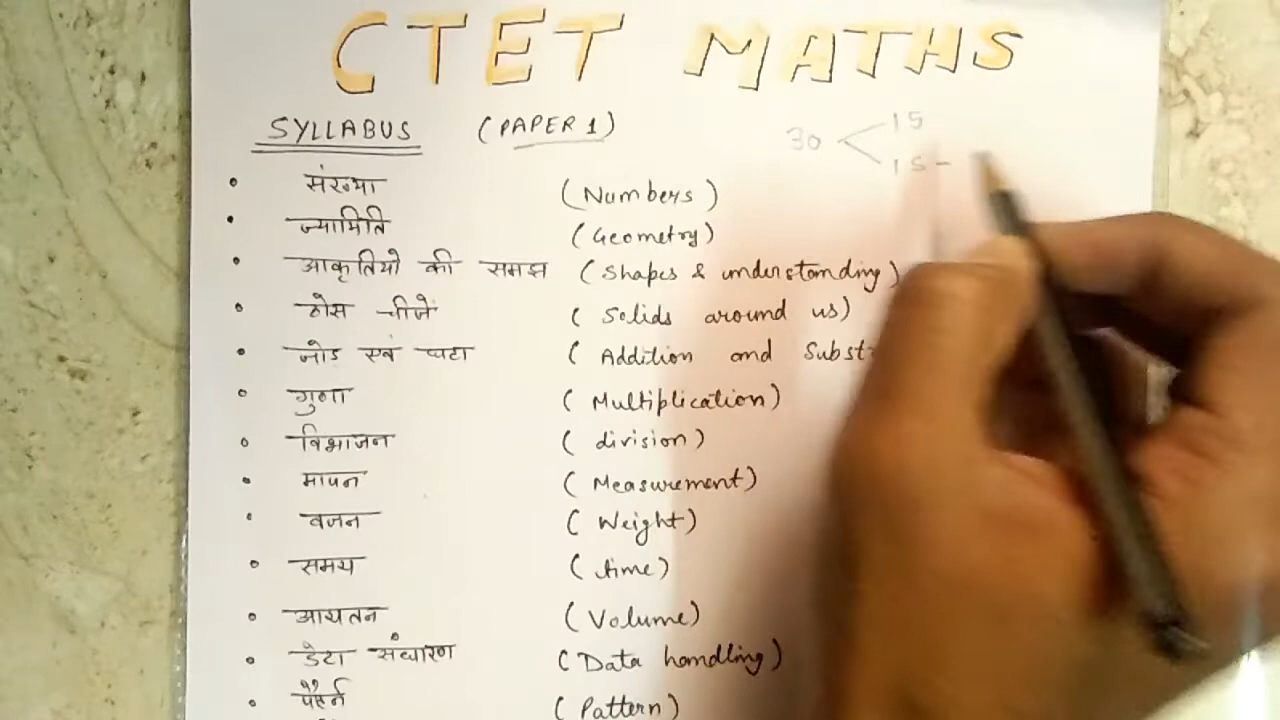 CTET MATHS
SYLLABUS (PAPER 1)
30 < 15
15 -
• संख्या (Numbers)
• ज्यामिति (Geometry)
• आकृतियो की समझ (Shapes & understanding)
• ठोस चीजें (Solids around us)
• जोड एवं घटा (Addition and Subst
• गुणा (Multiplication)
• विभाजन (division)
• मापन (Measurement)
• वजन (Weight)
• समय (time)
• आयतन (Volume)
• डेटा संधारण (Data handling)
• पैटर्न (Pattern)